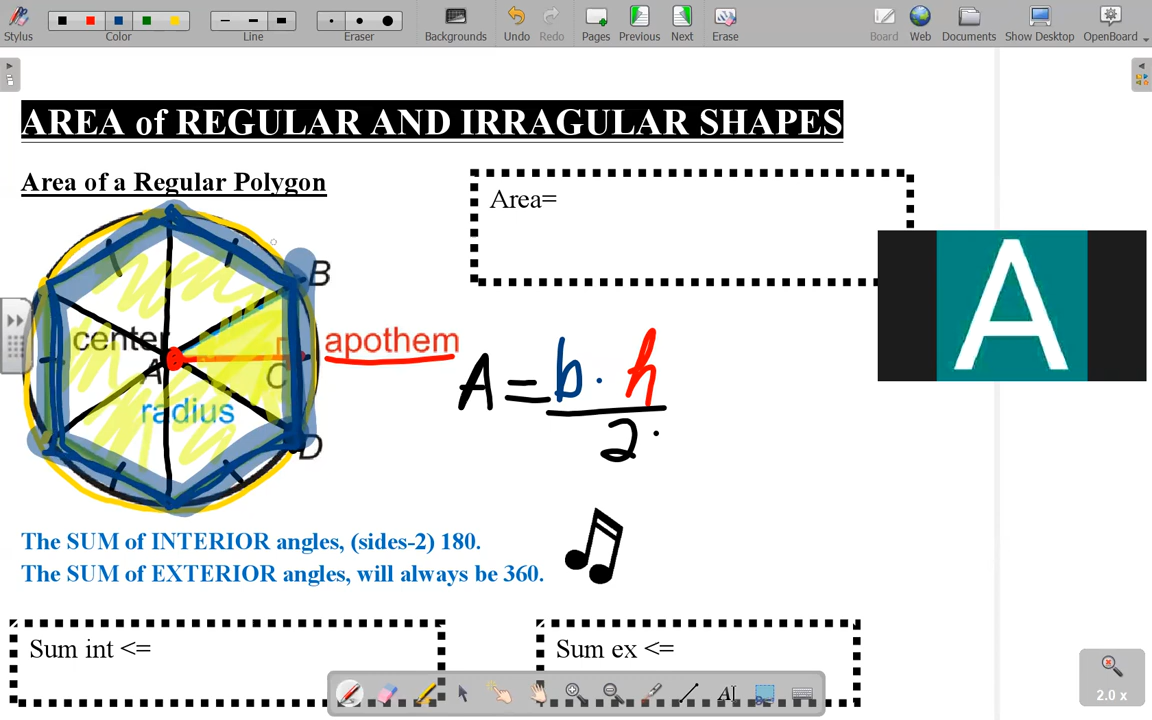 Stylus
Color
Line
Eraser
Backgrounds
Undo
Redo
Pages
Previous
Next
Erase
Board
Web
Documents
Show Desktop
OpenBoard
AREA of REGULAR AND IRRAGULAR SHAPES
Area of a Regular Polygon
Area=
B
center
apothem
A
C
radius
D
A = b · h
2
A
The SUM of INTERIOR angles, (sides-2) 180.
The SUM of EXTERIOR angles, will always be 360.
Sum int <=
Sum ex <=
2.0 x